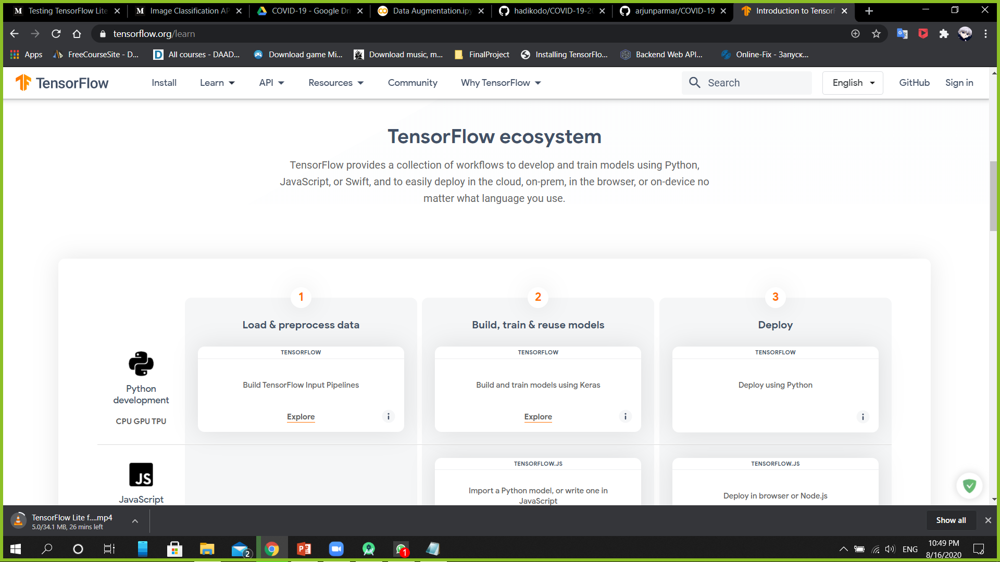 Testing TensorFlow Lite
Image Classification AP
COVID-19 - Google Dri
Data Augmentation.ipy
hadikodo/COVID-19-20
arjunparmar/COVID-19
Introduction to TensorF
tensorflow.org/learn
Apps
FreeCourseSite - D...
All courses - DAAD...
Download game Mi...
Download music, m...
FinalProject
Installing TensorFlo...
Backend Web API...
Online-Fix - Запуск...
TensorFlow
Install
Learn
API
Resources
Community
Why TensorFlow
Search
English
GitHub
Sign in
TensorFlow ecosystem
TensorFlow provides a collection of workflows to develop and train models using Python,
JavaScript, or Swift, and to easily deploy in the cloud, on-prem, in the browser, or on-device no
matter what language you use.
1
2
3
Load & preprocess data
Build, train & reuse models
Deploy
TENSORFLOW
TENSORFLOW
TENSORFLOW
Python
development
CPU GPU TPU
Build TensorFlow Input Pipelines
Explore
Build and train models using Keras
Explore
Deploy using Python
JS
JavaScript
TENSORFLOW.JS
Import a Python model, or write one in
JavaScript
TENSORFLOW.JS
Deploy in browser or Node.js
TensorFlow Lite f....mp4
5.0/34.1 MB, 26 mins left
Show all
2
1
ENG
10:49 PM
8/16/2020